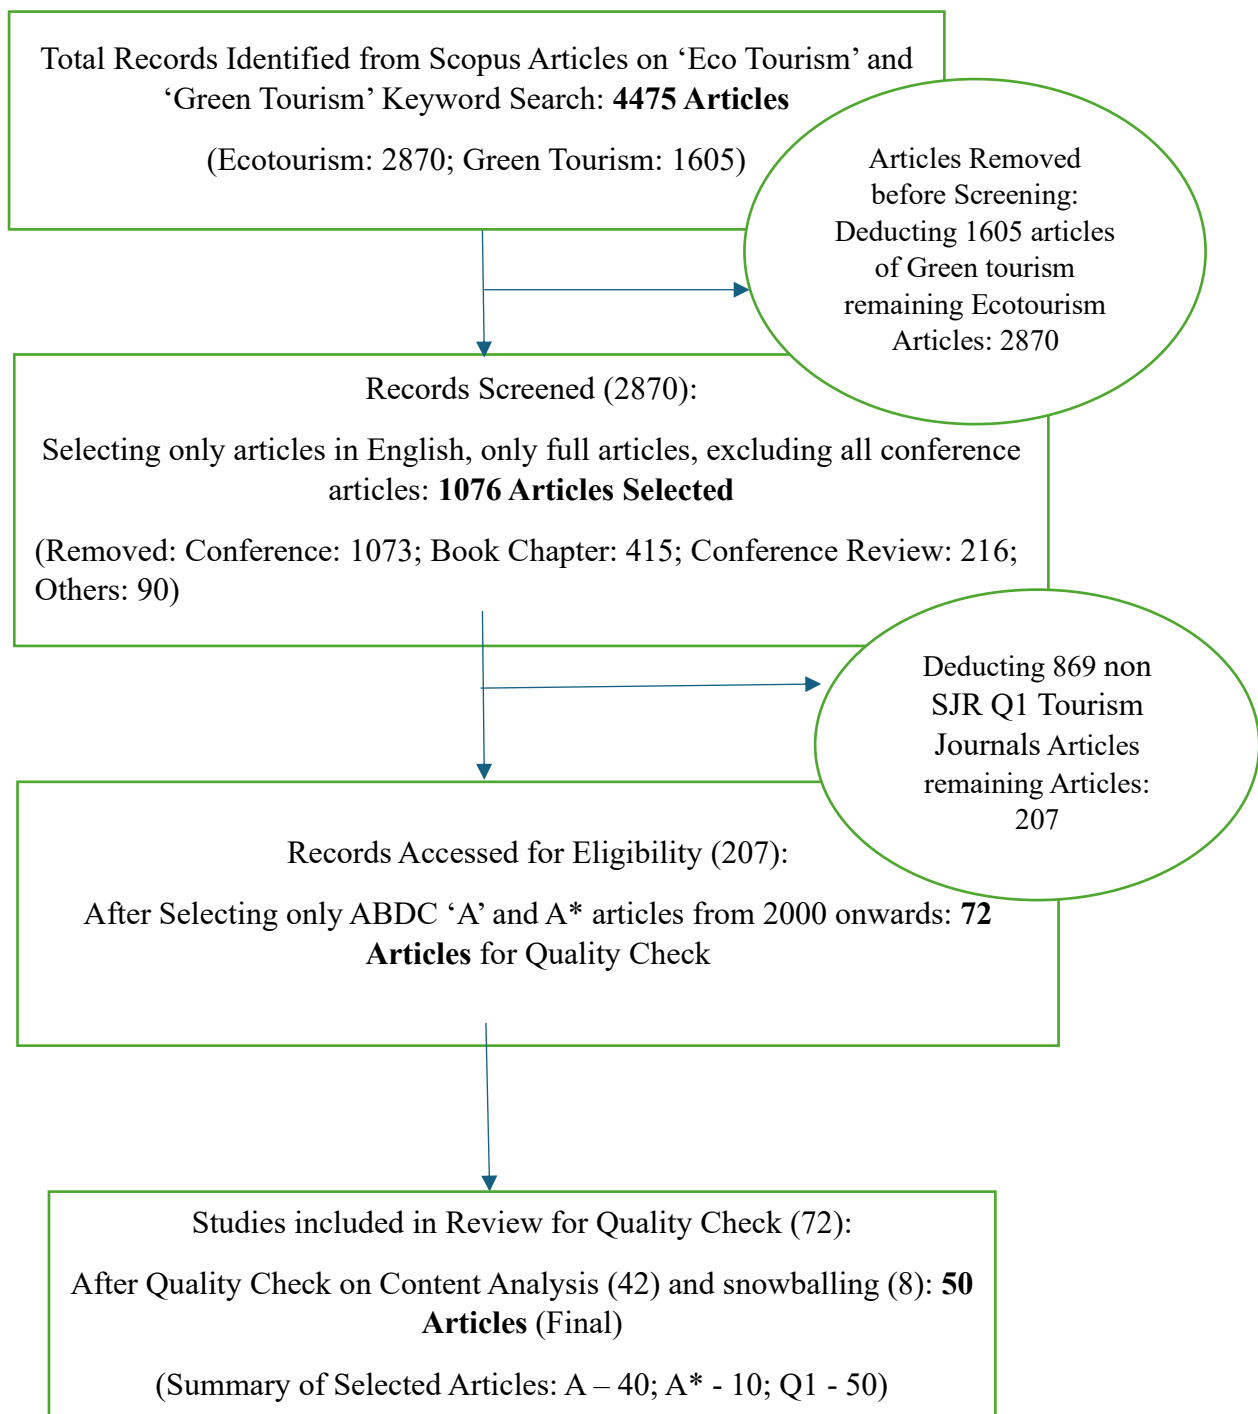 Total Records Identified from Scopus Articles on ‘Eco Tourism’ and
‘Green Tourism’ Keyword Search: 4475 Articles
(Ecotourism: 2870; Green Tourism: 1605)
Articles Removed
before Screening:
Deducting 1605 articles
of Green tourism
remaining Ecotourism
Articles: 2870
Records Screened (2870):
Selecting only articles in English, only full articles, excluding all conference
articles: 1076 Articles Selected
(Removed: Conference: 1073; Book Chapter: 415; Conference Review: 216;
Others: 90)
Deducting 869 non
SJR Q1 Tourism
Journals Articles
remaining Articles:
207
Records Accessed for Eligibility (207):
After Selecting only ABDC ‘A’ and A* articles from 2000 onwards: 72
Articles for Quality Check
Studies included in Review for Quality Check (72):
After Quality Check on Content Analysis (42) and snowballing (8): 50
Articles (Final)
(Summary of Selected Articles: A – 40; A* - 10; Q1 - 50)